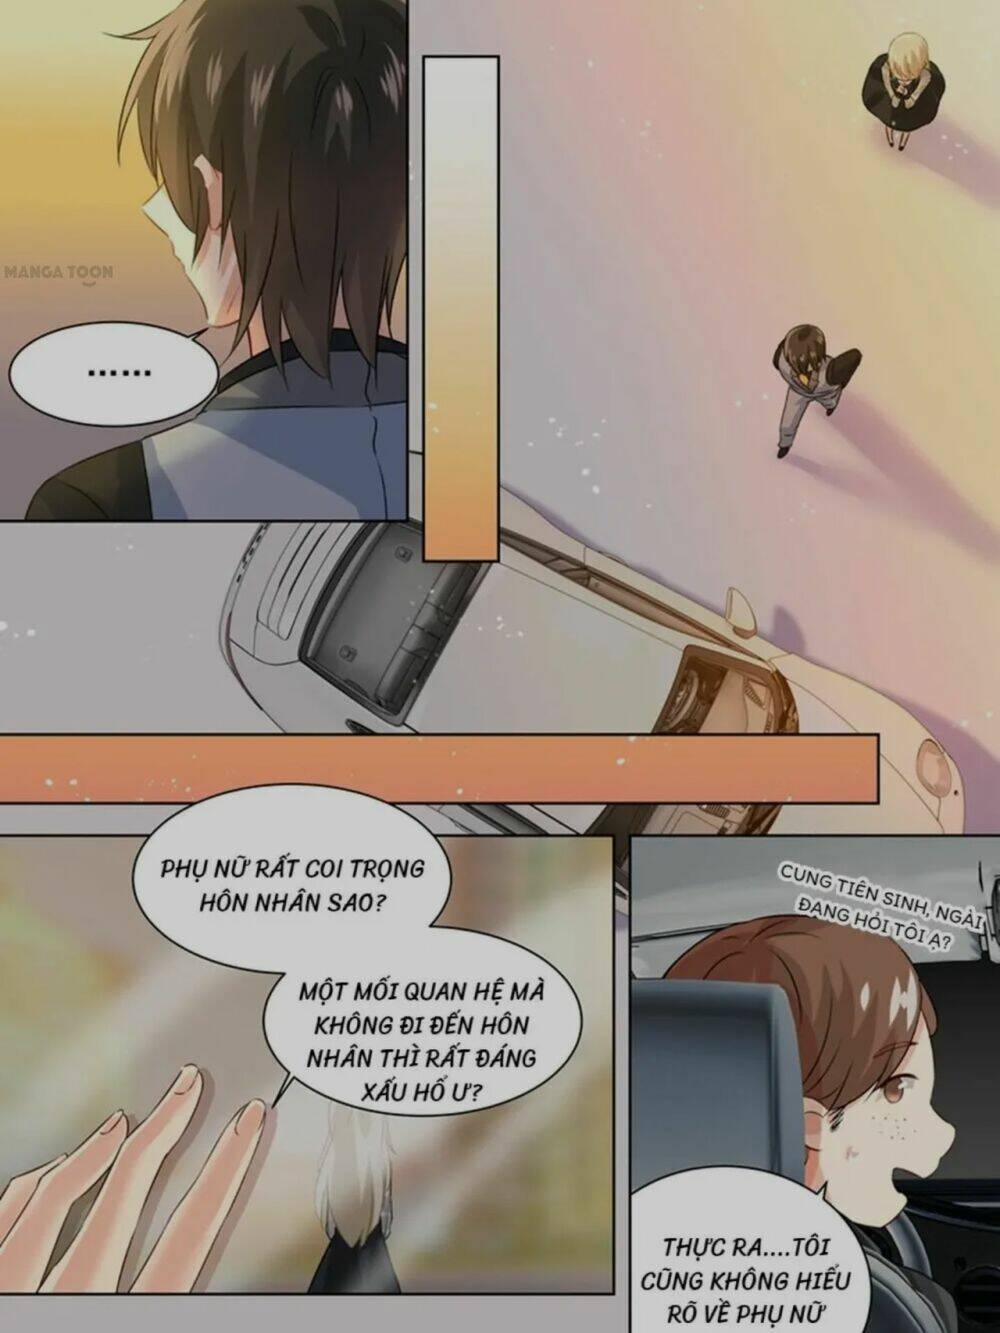 MANGA TOON
......
PHỤ NỮ RẤT COI TRỌNG
HÔN NHÂN SAO?
MỘT MỐI QUAN HỆ MÀ
KHÔNG ĐI ĐẾN HÔN
NHÂN THÌ RẤT ĐÁNG
XẤU HỔ Ư?
CUNG TIÊN SINH, NGÀI
ĐANG HỎI TÔI Ạ?
THỰC RA....TÔI
CŨNG KHÔNG HIỂU
RÕ VỀ PHỤ NỮ